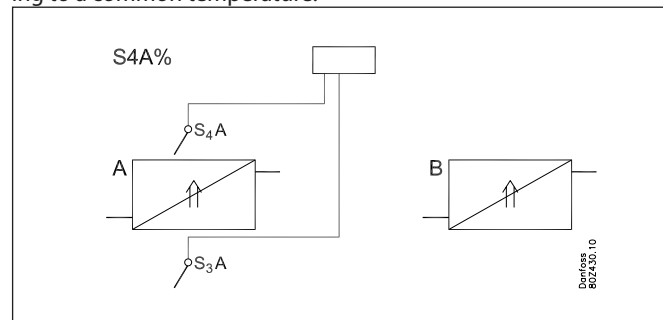 ing to a common temperature.
S4A%
S4A
A
B
S3A
Danfoss
80Z430.10